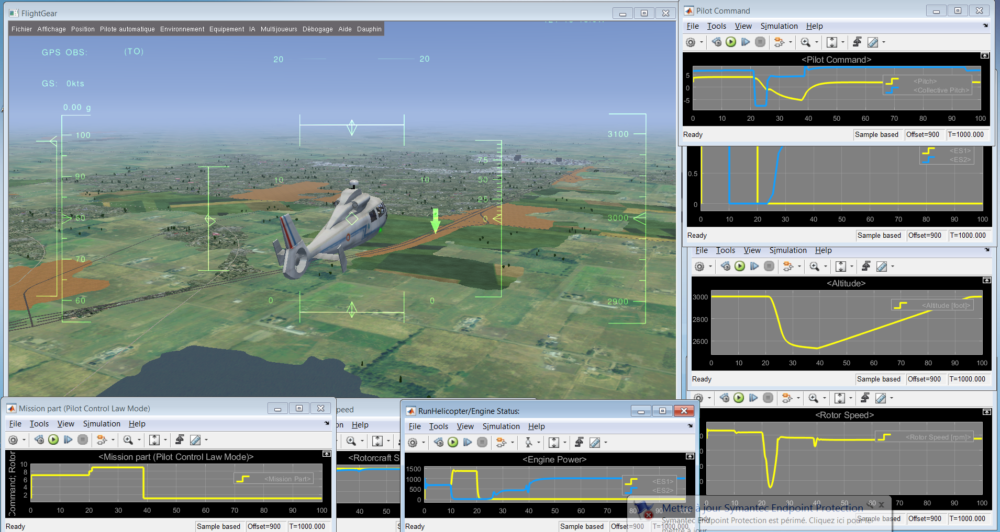 FlightGear
Fichier Affichage Position Pilote automatique Environnement Equipement IA Multijoueurs Débogage Aide Dauphin
GPS OBS: (TO)
20 20
GS: 0kts
0.00 g
100
90
80
70
60
10 10
0 0
75
50
25
0
3100
3000
2900
Pilot Command
File Tools View Simulation Help
<Pilot Command>
5
0
-5
<Pitch>
<Collective Pitch>
0 10 20 30 40 50 60 70 80 90 100
Ready Sample based Offset=900 T=1000.000
<ES1>
<ES2>
0.5
0
0 10 20 30 40 50 60 70 80 90 100
Ready Sample based Offset=900 T=1000.000
File Tools View Simulation Help
<Altitude>
3000
2800
2600
<Altitude [foot]>
0 10 20 30 40 50 60 70 80 90 100
Ready Sample based Offset=900 T=1000.000
<Rotor Speed>
<Rotor Speed [rpm]>
0 10 20 30 40 50 60 70 80 90 100
Sample based Offset=900 T=1000.000
Mission part (Pilot Control Law Mode)
File Tools View Simulation Help
<Mission part (Pilot Control Law Mode)>
Command; Rotor
10
8
6
4
2
<Mission Part>
0 10 20 30 40 50 60 70 80 90 100
Ready Sample based Offset=900 T=1000.000
peed
on Help
<Rotorcraft S
40 50
RunHelicopter/Engine Status:
File Tools View Simulation Help
<Engine Power>
1500
1000
500
0
<ES1>
<ES2>
0 10 20 30 40 50 60 70 80 90 100
Ready Sample based Offset=900 T=1000.000
Mettre à jour Symantec Endpoint Protection
Symantec Endpoint Protection est périmé. Cliquez ici pour le
mettre à jour